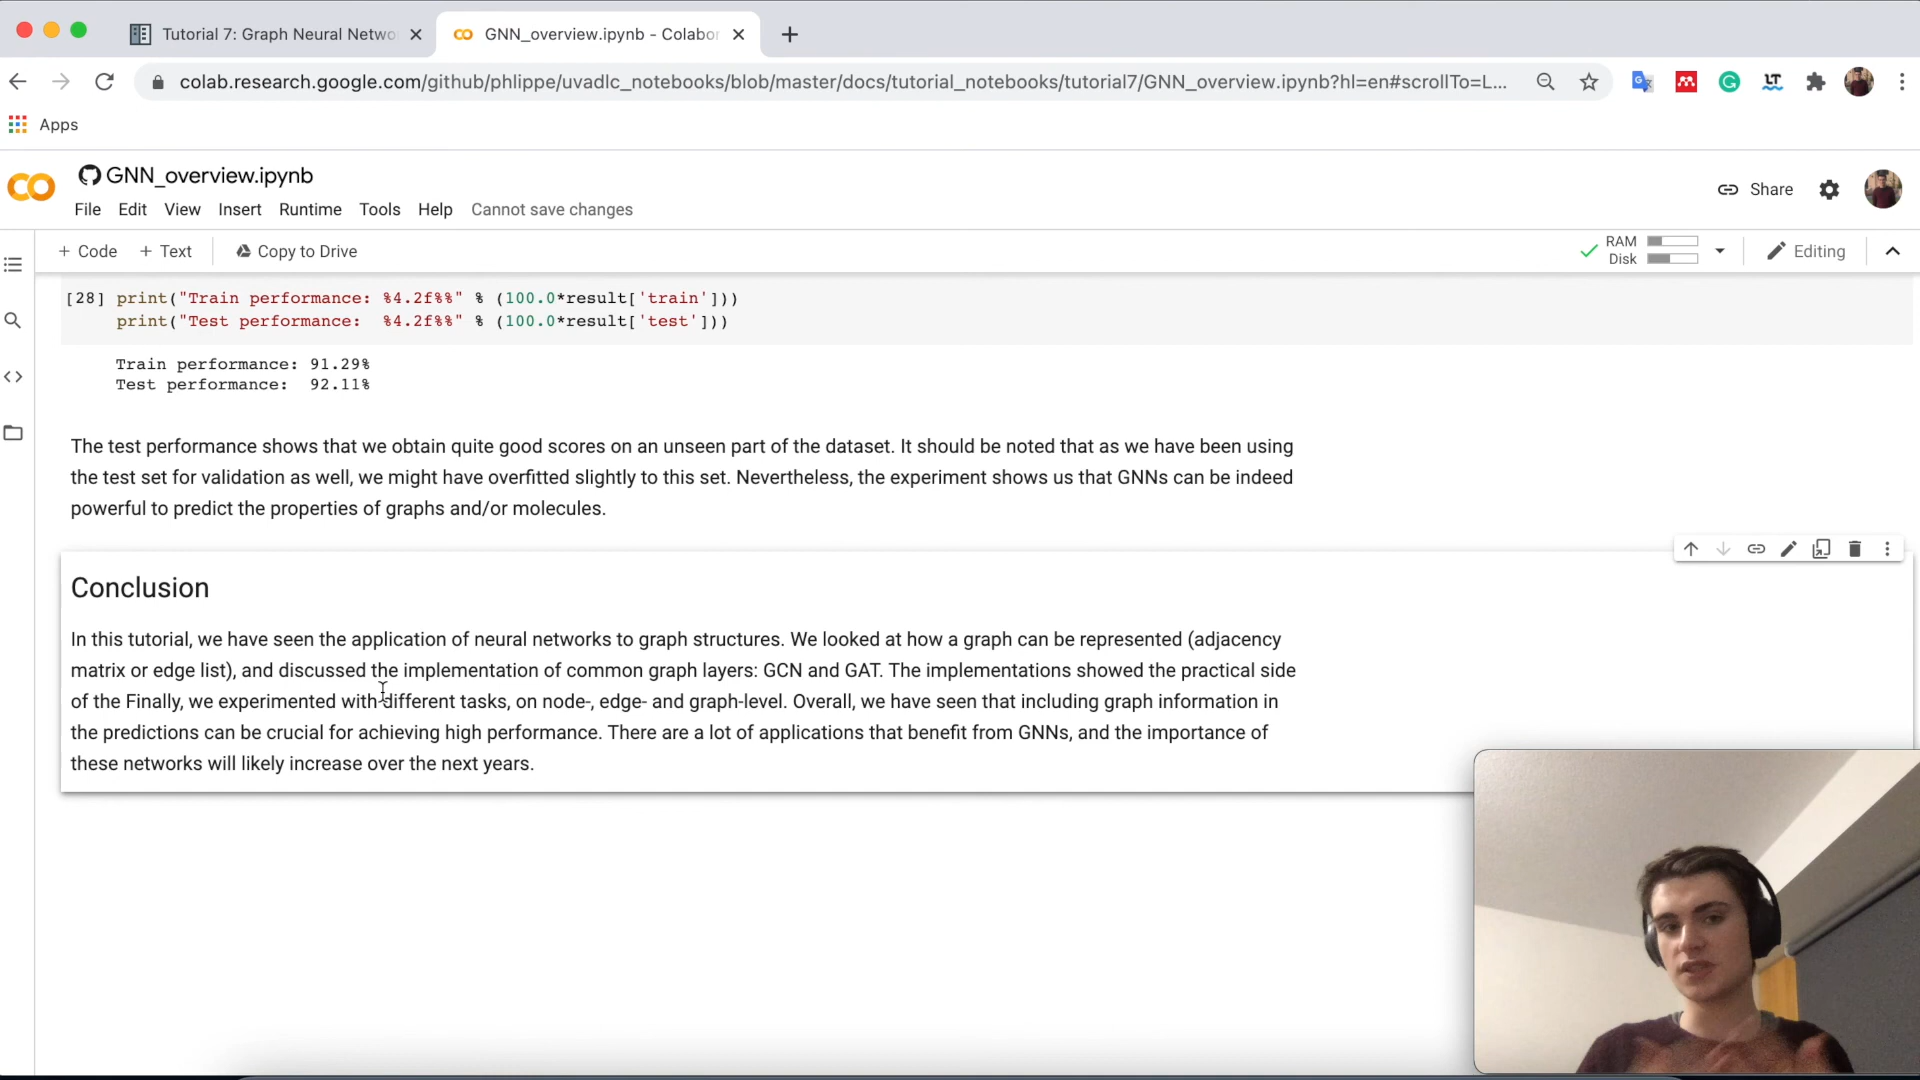 Tutorial 7: Graph Neural Netwo
GNN_overview.ipynb - Colabor
colab.research.google.com/github/phlippe/uvadlc_notebooks/blob/master/docs/tutorial_notebooks/tutorial7/GNN_overview.ipynb?hl=en#scrollTo=L...
Apps
GNN_overview.ipynb
File Edit View Insert Runtime Tools Help Cannot save changes
Share
+ Code + Text Copy to Drive
RAM
Disk
Editing
[28] print("Train performance: %4.2f%%" % (100.0*result['train']))
print("Test performance:  %4.2f%%" % (100.0*result['test']))
Train performance: 91.29%
Test performance:  92.11%
The test performance shows that we obtain quite good scores on an unseen part of the dataset. It should be noted that as we have been using
the test set for validation as well, we might have overfitted slightly to this set. Nevertheless, the experiment shows us that GNNs can be indeed
powerful to predict the properties of graphs and/or molecules.
Conclusion
In this tutorial, we have seen the application of neural networks to graph structures. We looked at how a graph can be represented (adjacency
matrix or edge list), and discussed the implementation of common graph layers: GCN and GAT. The implementations showed the practical side
of the Finally, we experimented with different tasks, on node-, edge- and graph-level. Overall, we have seen that including graph information in
the predictions can be crucial for achieving high performance. There are a lot of applications that benefit from GNNs, and the importance of
these networks will likely increase over the next years.